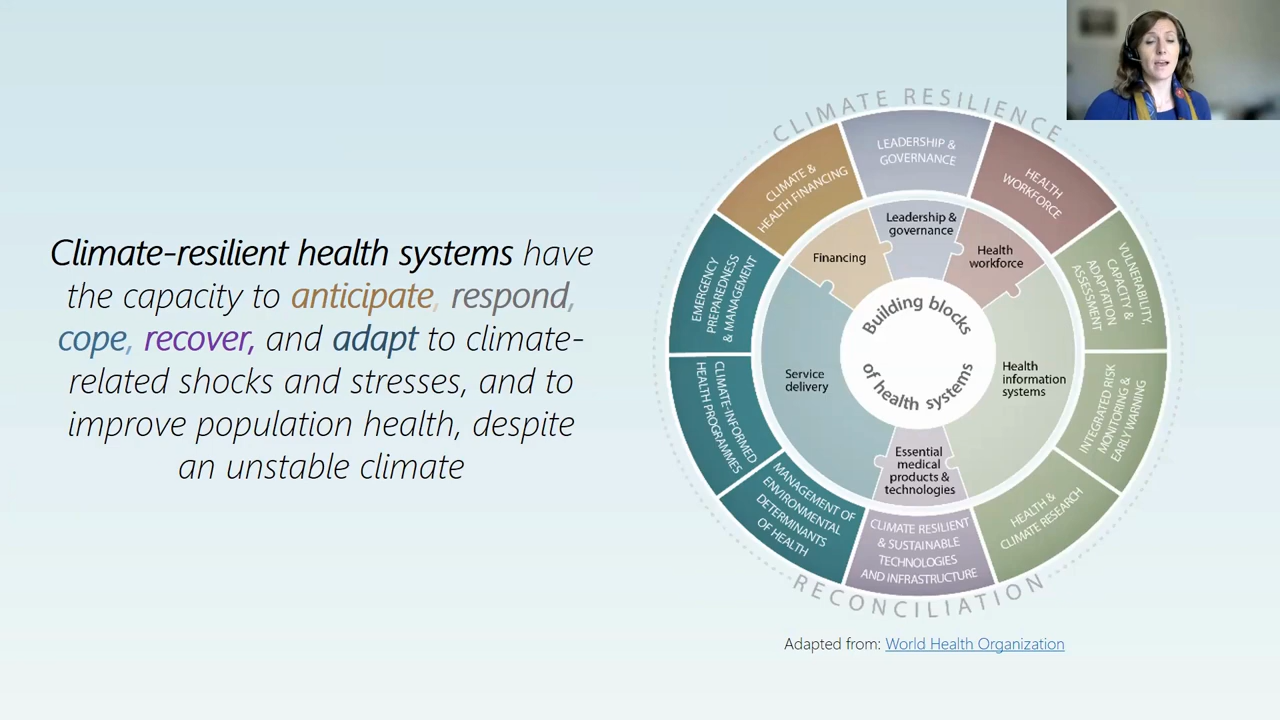 Climate-resilient health systems have
the capacity to anticipate, respond,
cope, recover, and adapt to climate-
related shocks and stresses, and to
improve population health, despite
an unstable climate
CLIMATE RESILIENCE
LEADERSHIP &
GOVERNANCE
HEALTH
WORKFORCE
VULNERABILITY,
CAPACITY &
ADAPTATION
ASSESSMENT
INTEGRATED RISK
MONITORING &
EARLY WARNING
HEALTH &
CLIMATE RESEARCH
CLIMATE RESILIENT
& SUSTAINABLE
TECHNOLOGIES
AND INFRASTRUCTURE
MANAGEMENT OF
ENVIRONMENTAL
DETERMINANTS
OF HEALTH
CLIMATE-INFORMED
HEALTH PROGRAMMES
EMERGENCY
PREPAREDNESS
& MANAGEMENT
CLIMATE &
HEALTH FINANCING
Leadership &
governance
Health
workforce
Health
information
systems
Essential
medical
products &
technologies
Service
delivery
Financing
Building blocks
of health systems
RECONCILIATION
Adapted from: World Health Organization